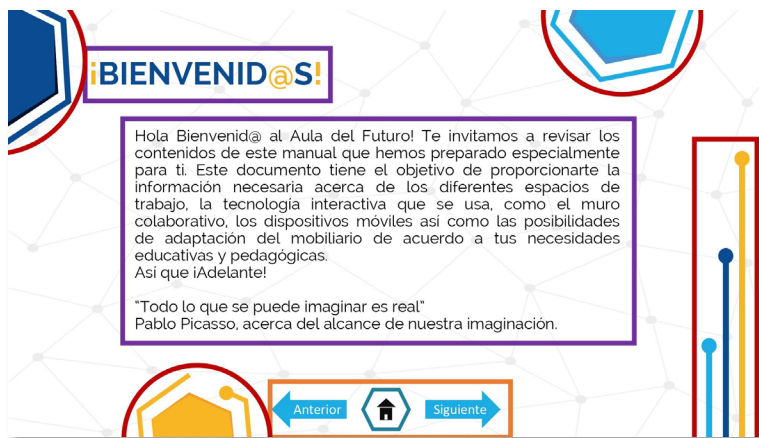 ¡BIENVENID@S!
Hola Bienvenid@ al Aula del Futuro! Te invitamos a revisar los
contenidos de este manual que hemos preparado especialmente
para ti. Este documento tiene el objetivo de proporcionarte la
información necesaria acerca de los diferentes espacios de
trabajo, la tecnología interactiva que se usa, como el muro
colaborativo, los dispositivos móviles así como las posibilidades
de adaptación del mobiliario de acuerdo a tus necesidades
educativas y pedagógicas.
Así que ¡Adelante!
"Todo lo que se puede imaginar es real"
Pablo Picasso, acerca del alcance de nuestra imaginación.
Anterior
Siguiente